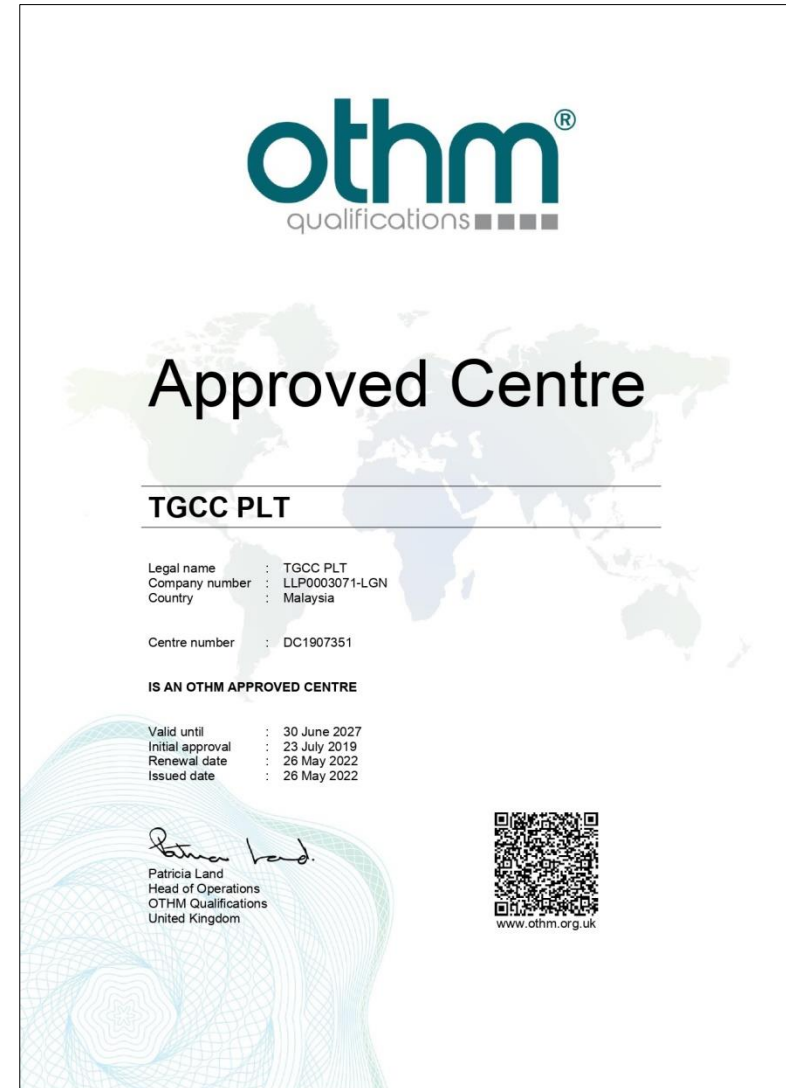 othm®
qualifications
Approved Centre
TGCC PLT
Legal name : TGCC PLT
Company number : LLP0003071-LGN
Country : Malaysia
Centre number : DC1907351
IS AN OTHM APPROVED CENTRE
Valid until : 30 June 2027
Initial approval : 23 July 2019
Renewal date : 26 May 2022
Issued date : 26 May 2022
Patricia Land.
Patricia Land
Head of Operations
OTHM Qualifications
United Kingdom
www.othm.org.uk